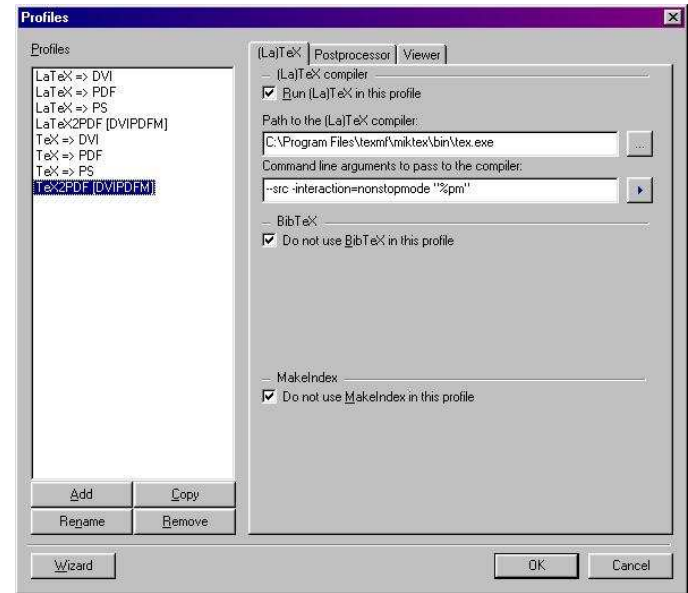 Profiles
Profiles
LaTeX => DVI
LaTeX => PDF
LaTeX => PS
LaTeX2PDF [DVIPDFM]
TeX => DVI
TeX => PDF
TeX => PS
TeX2PDF [DVIPDFM]
Add
Copy
Rename
Remove
(La)TeX
Postprocessor
Viewer
(La)TeX compiler
Run (La)TeX in this profile
Path to the (La)TeX compiler:
C:\Program Files\texmf\miktex\bin\tex.exe
...
Command line arguments to pass to the compiler:
--src -interaction=nonstopmode "%pm"
BibTeX
Do not use BibTeX in this profile
MakeIndex
Do not use MakeIndex in this profile
Wizard
OK
Cancel